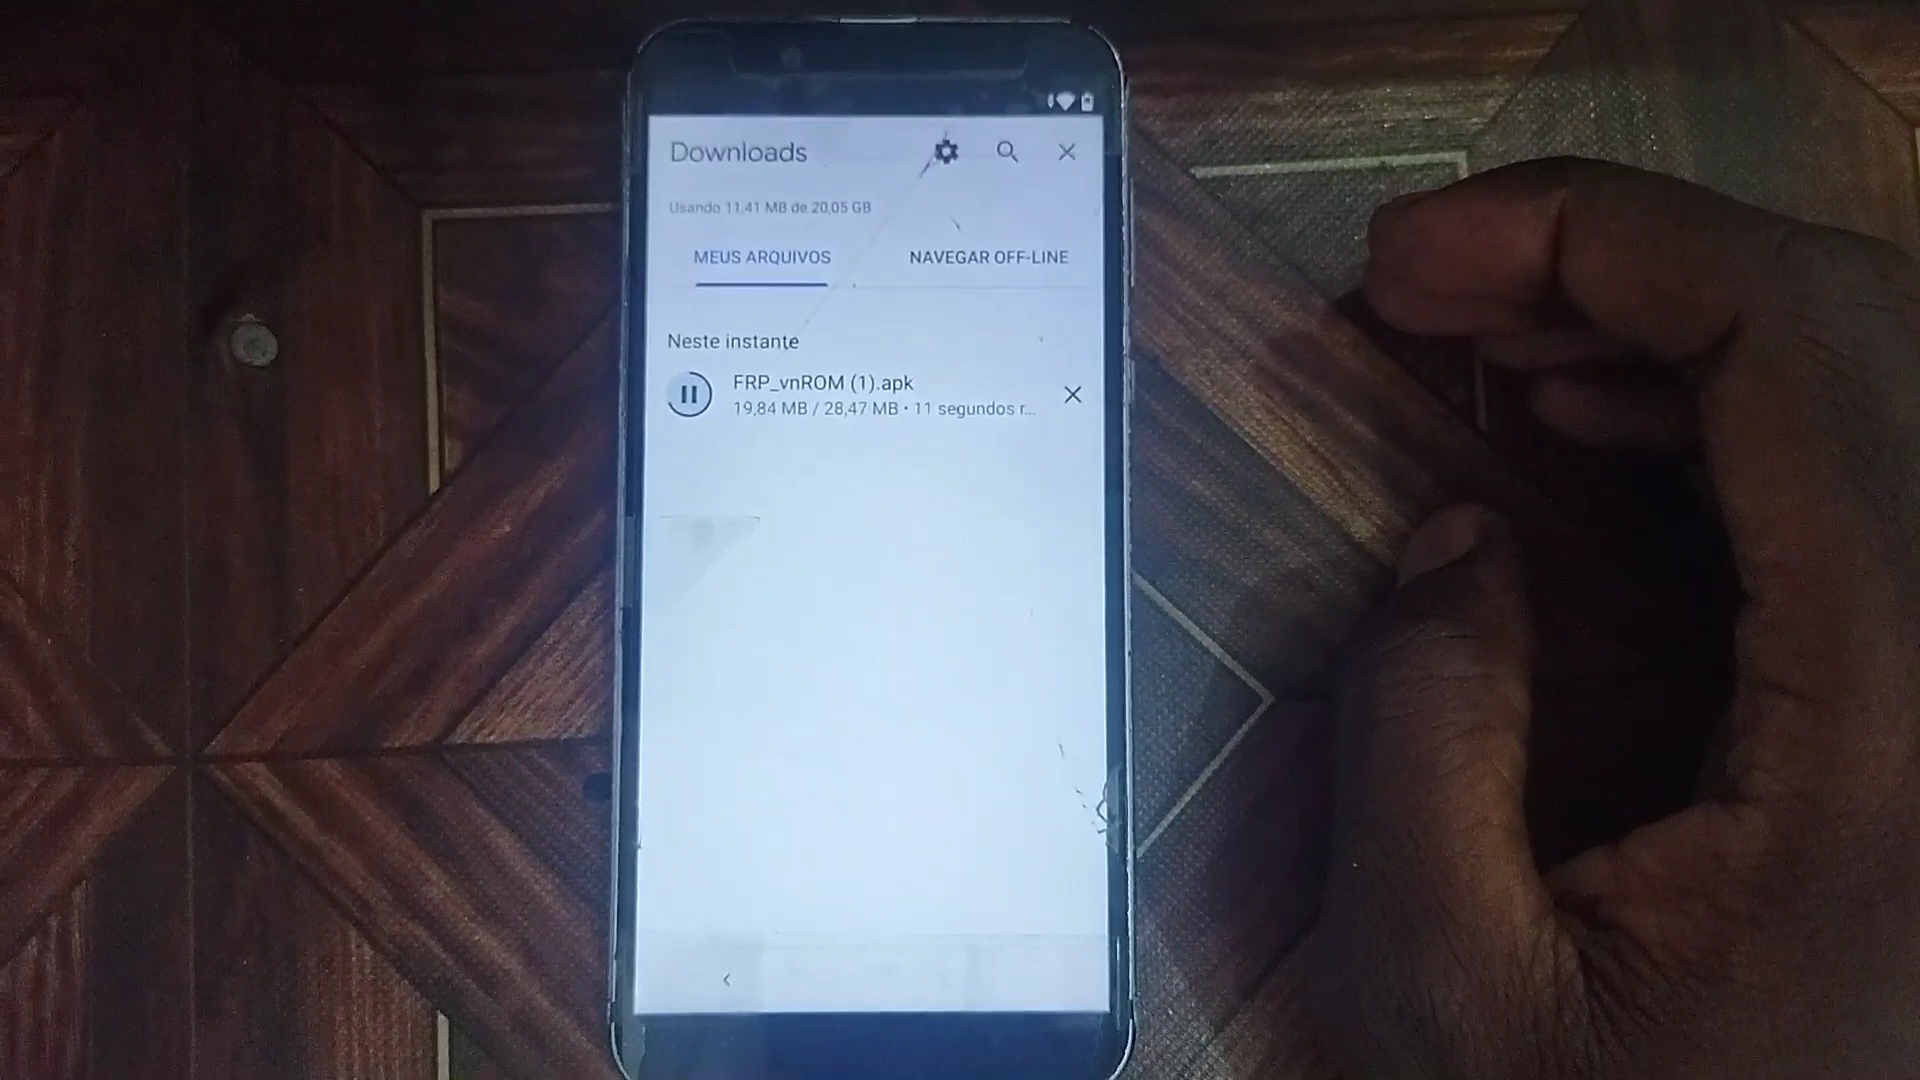 Downloads
Usando 11,41 MB de 20,05 GB
MEUS ARQUIVOS
NAVEGAR OFF-LINE
Neste instante
FRP_vnROM (1).apk
19,84 MB / 28,47 MB • 11 segundos r...